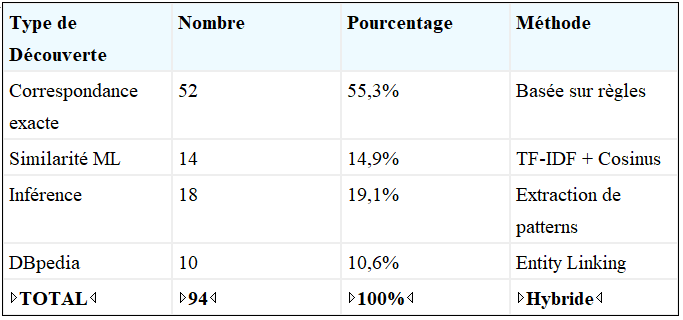 Type de Découverte Nombre Pourcentage Méthode
Correspondance exacte 52 55,3% Basée sur règles
Similarité ML 14 14,9% TF-IDF + Cosinus
Inférence 18 19,1% Extraction de patterns
DBpedia 10 10,6% Entity Linking
TOTAL 94 100% Hybride